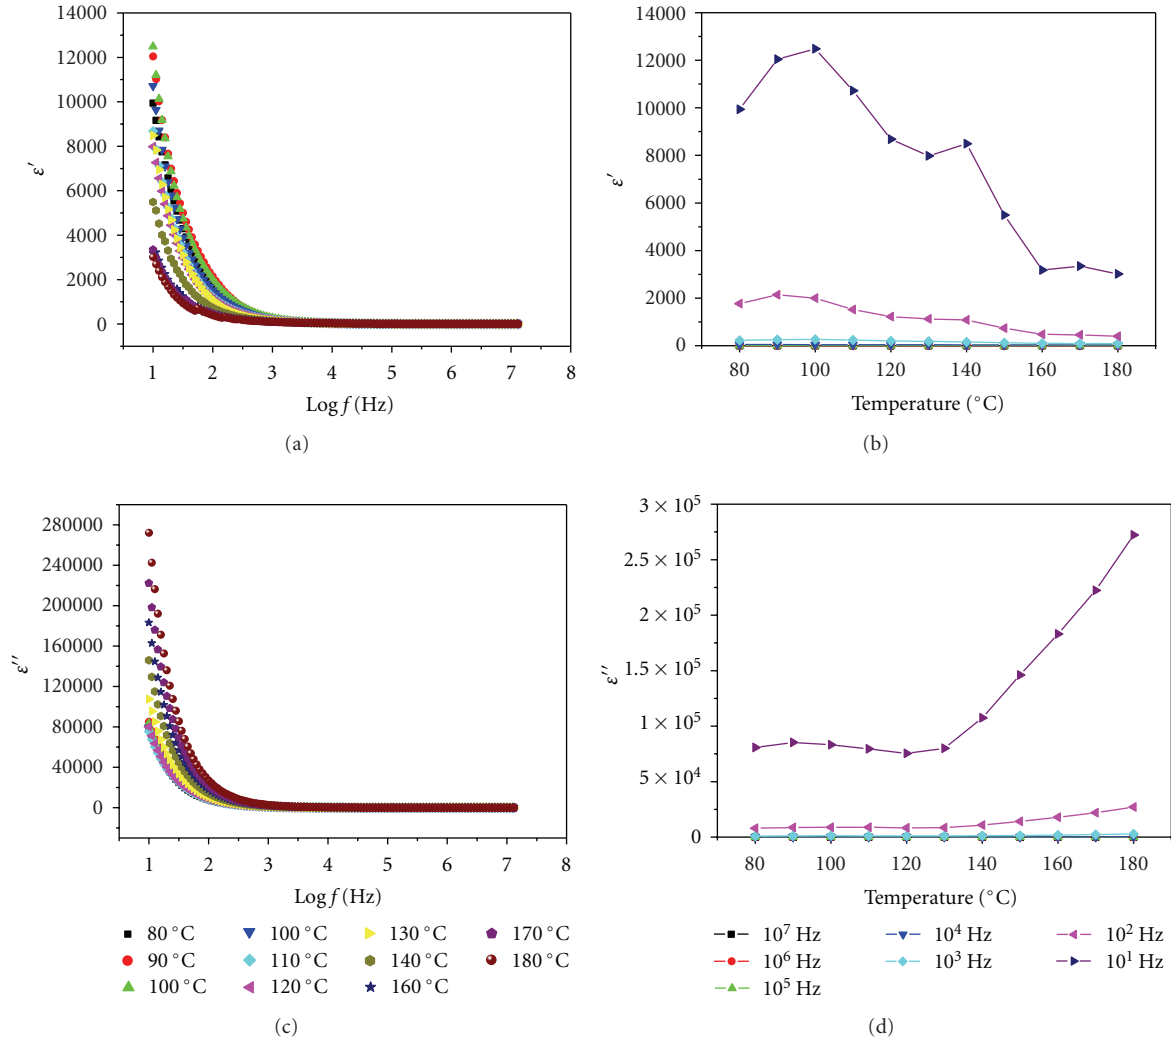 14000
12000
10000
8000
6000
4000
2000
0
ε′
1 2 3 4 5 6 7 8
Log f (Hz)
(a)
14000
12000
10000
8000
6000
4000
2000
0
ε′
80 100 120 140 160 180
Temperature (°C)
(b)
280000
240000
200000
160000
120000
80000
40000
0
ε′′
1 2 3 4 5 6 7 8
Log f (Hz)
80 °C 100 °C 130 °C 170 °C
90 °C 110 °C 140 °C 180 °C
100 °C 120 °C 160 °C
(c)
3 × 10⁵
2.5 × 10⁵
2 × 10⁵
1.5 × 10⁵
1 × 10⁵
5 × 10⁴
0
ε′′
80 100 120 140 160 180
Temperature (°C)
10⁷ Hz 10⁴ Hz 10² Hz
10⁶ Hz 10³ Hz 10¹ Hz
10⁵ Hz
(d)